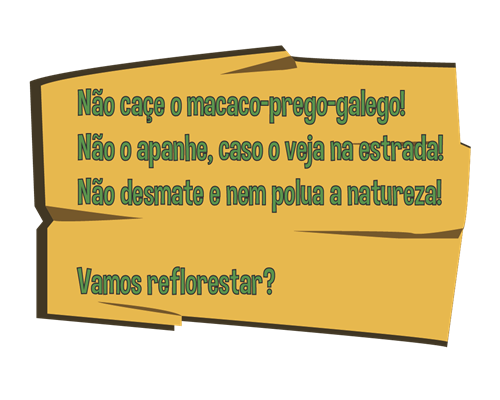 Não caçe o macaco-prego-galego!
Não o apanhe, caso o veja na estrada!
Não desmate e nem polua a natureza!
Vamos reflorestar?